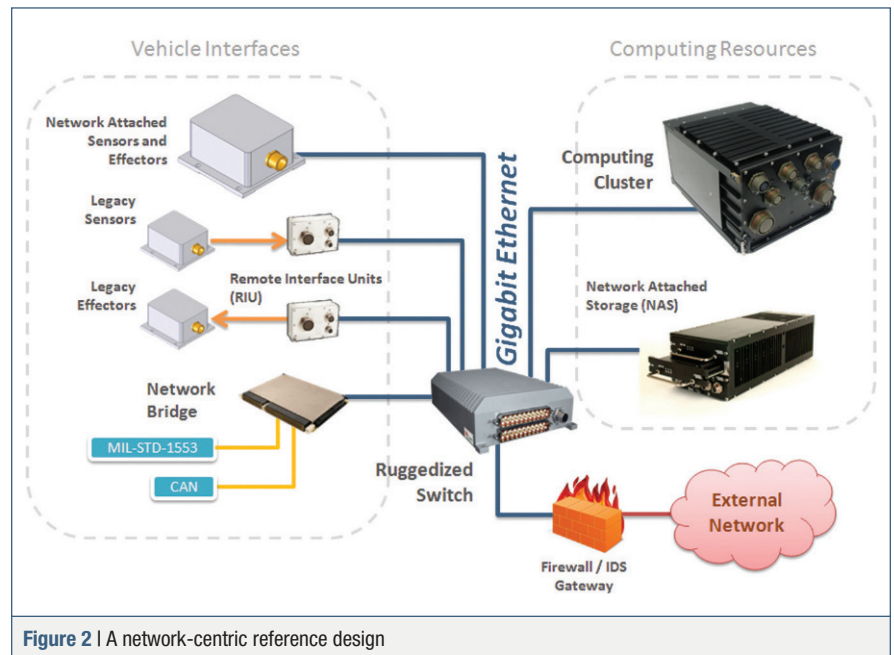 Vehicle Interfaces
Computing Resources
Network Attached
Sensors and
Effectors
Legacy
Sensors
Legacy
Effectors
Remote Interface Units
(RIU)
Network
Bridge
MIL-STD-1553
CAN
Gigabit Ethernet
Computing
Cluster
Network Attached
Storage (NAS)
Ruggedized
Switch
Firewall / IDS
Gateway
External
Network
Figure 2 | A network-centric reference design